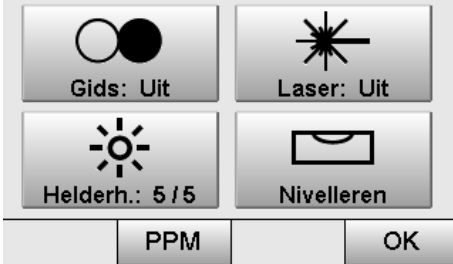 Gids: Uit
Laser: Uit
Helderh.: 5/5
Nivelleren
PPM
OK